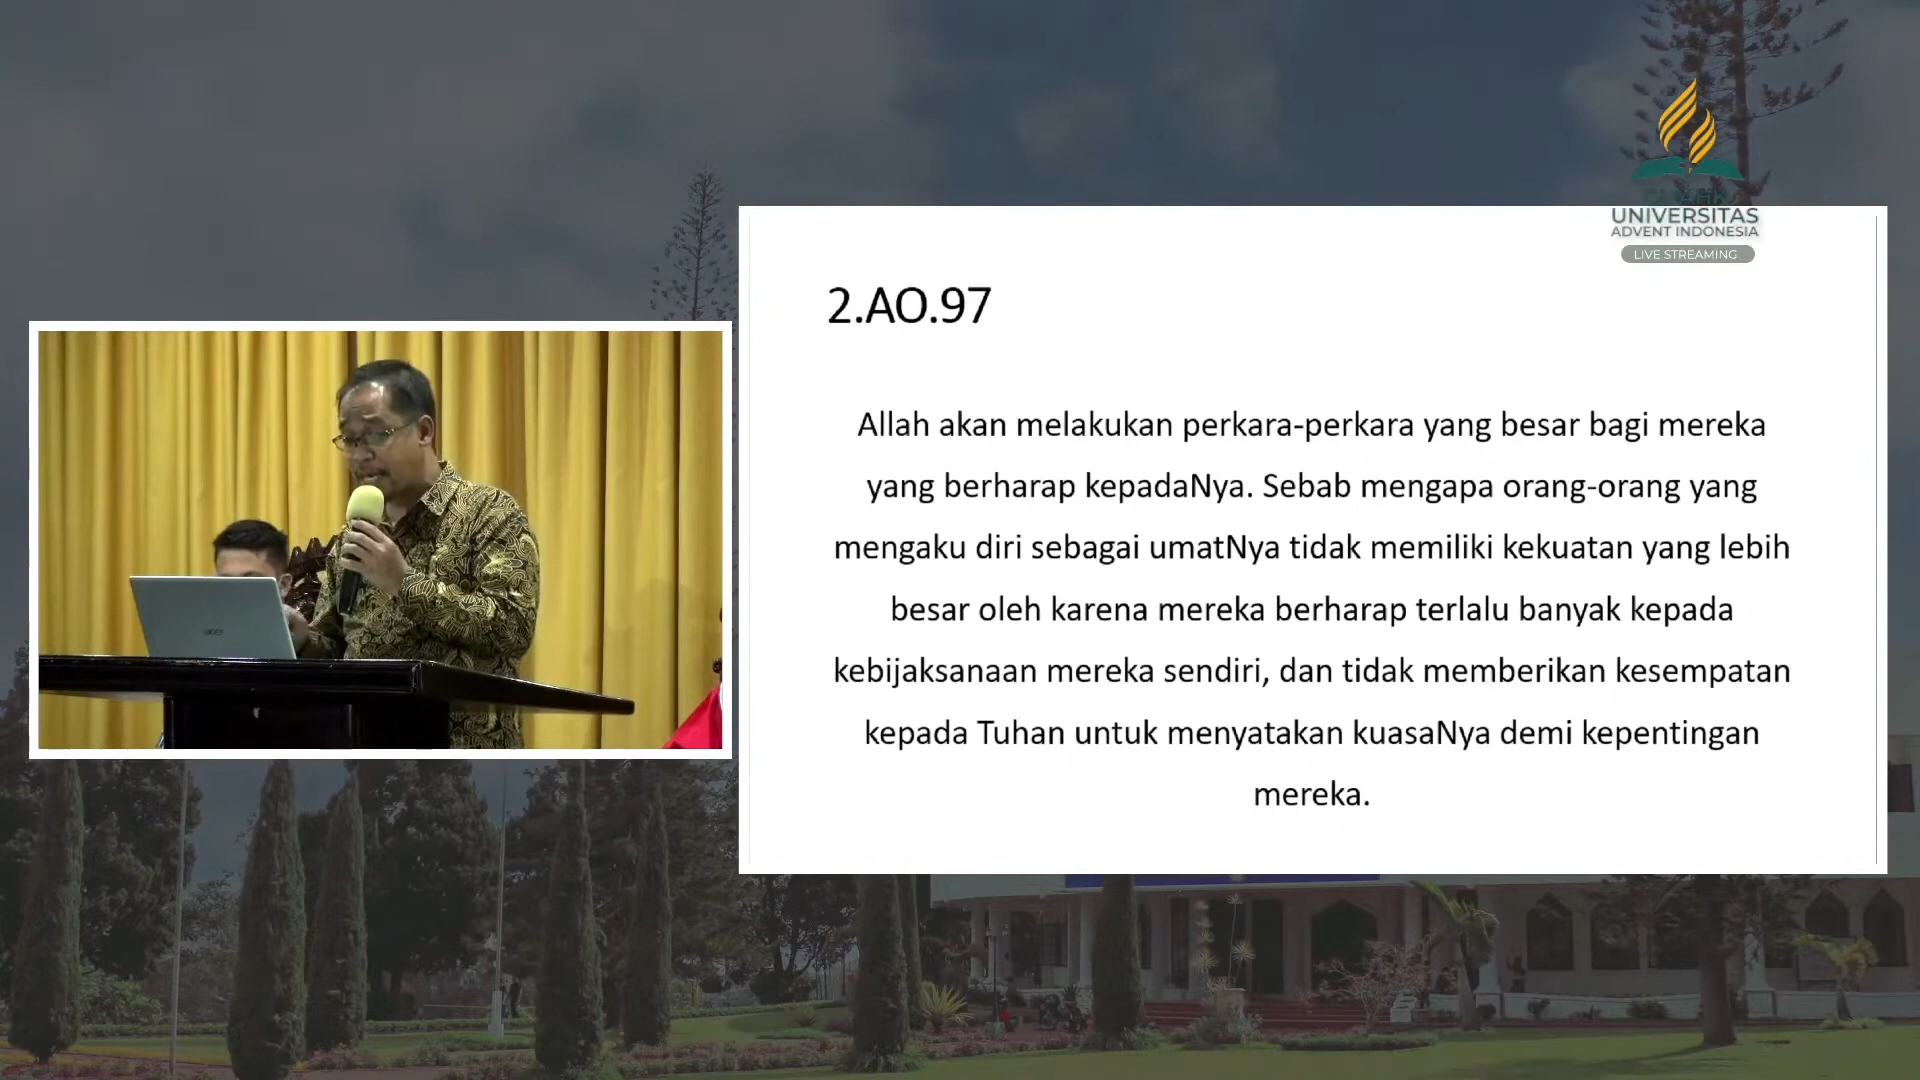 UNIVERSITAS
ADVENT INDONESIA
LIVE STREAMING
2.AO.97
Allah akan melakukan perkara-perkara yang besar bagi mereka
yang berharap kepadaNya. Sebab mengapa orang-orang yang
mengaku diri sebagai umatNya tidak memiliki kekuatan yang lebih
besar oleh karena mereka berharap terlalu banyak kepada
kebijaksanaan mereka sendiri, dan tidak memberikan kesempatan
kepada Tuhan untuk menyatakan kuasaNya demi kepentingan
mereka.
acer